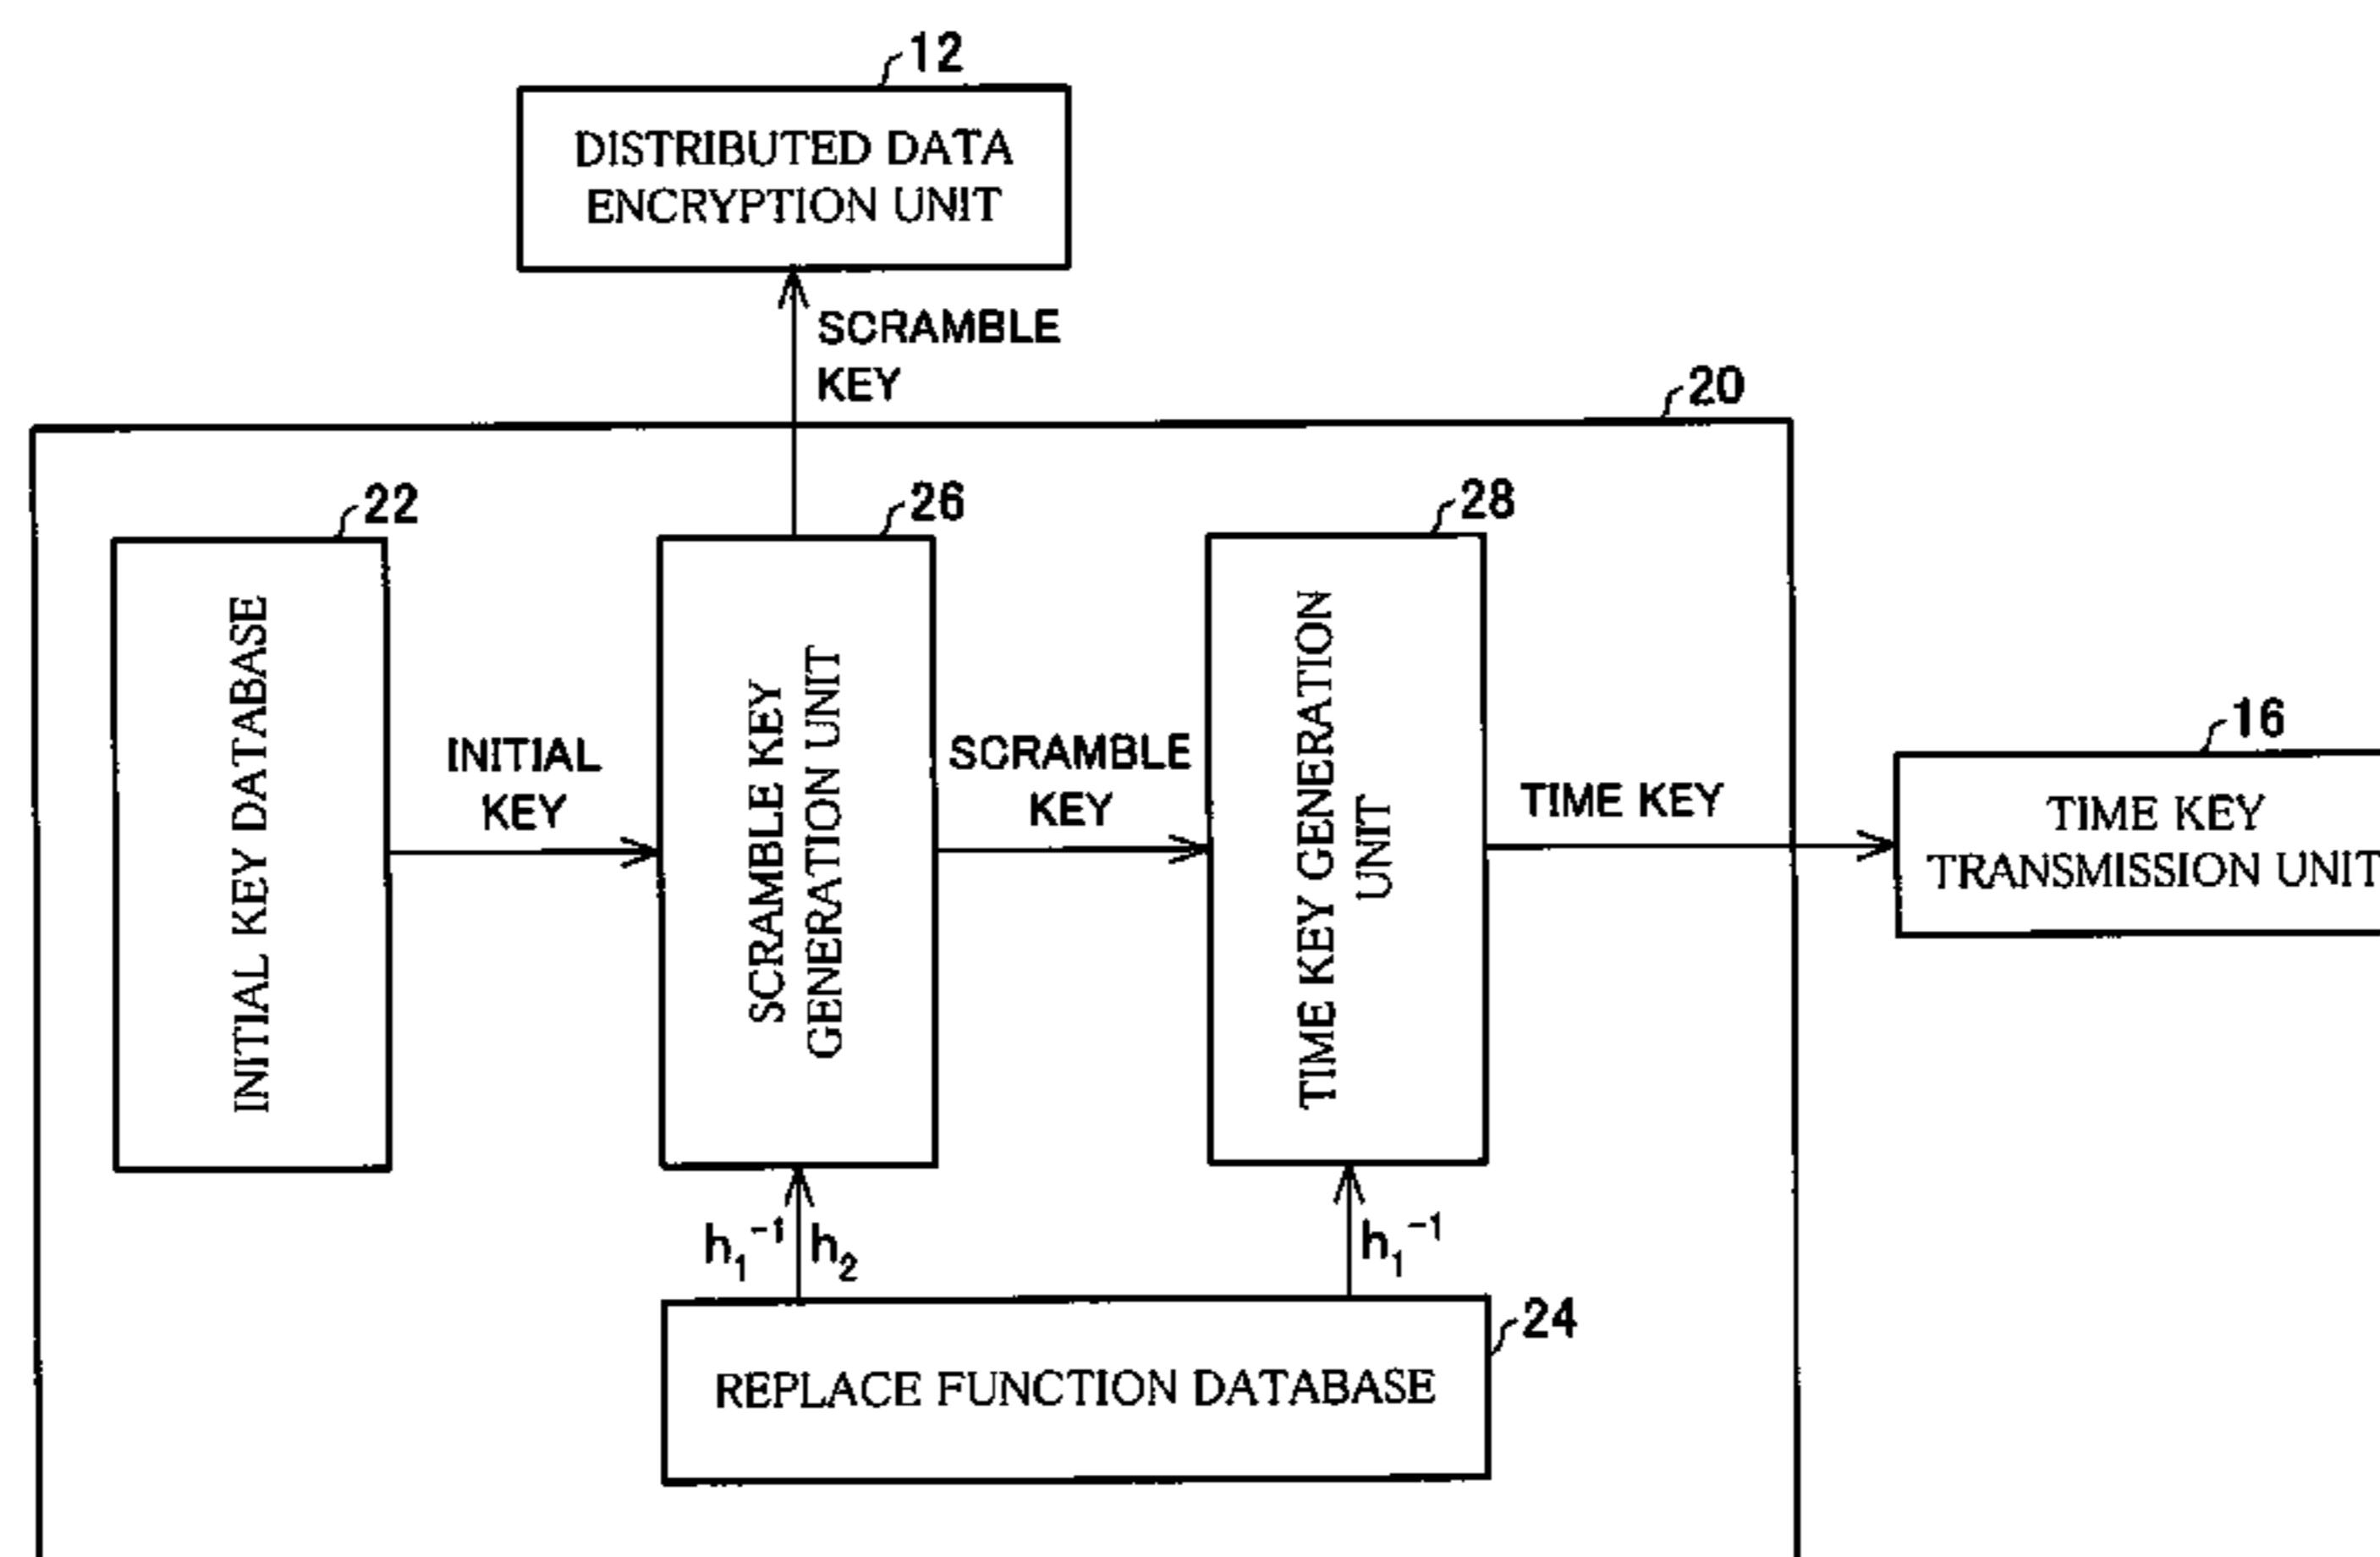 12
DISTRIBUTED DATA
ENCRYPTION UNIT
SCRAMBLE
KEY
20
22
26
28
INITIAL KEY DATABASE
INITIAL
KEY
SCRAMBLE KEY
GENERATION UNIT
SCRAMBLE
KEY
TIME KEY GENERATION
UNIT
TIME KEY
16
TIME KEY
TRANSMISSION UNIT
h₁⁻¹ h₂
h₁⁻¹
24
REPLACE FUNCTION DATABASE